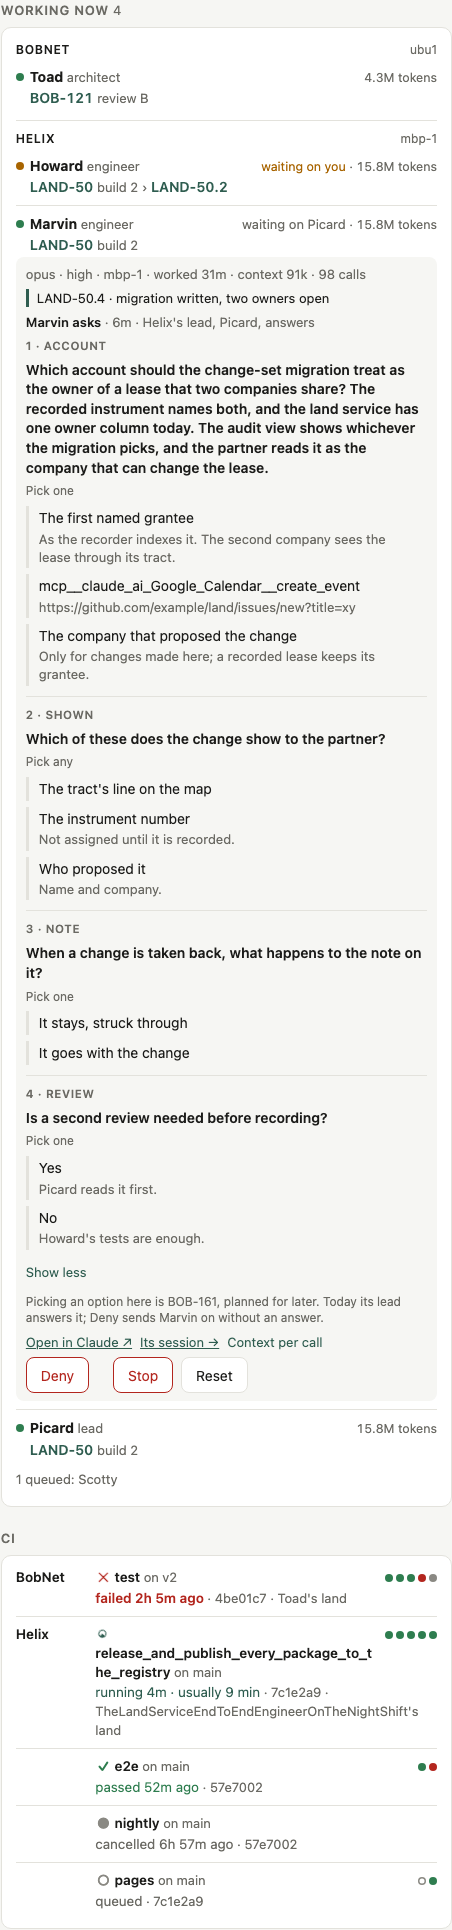 WORKING NOW 4
BOBNET ubu1
Toad architect 4.3M tokens
BOB-121 review B
HELIX mbp-1
Howard engineer waiting on you · 15.8M tokens
LAND-50 build 2 › LAND-50.2
Marvin engineer waiting on Picard · 15.8M tokens
LAND-50 build 2
opus · high · mbp-1 · worked 31m · context 91k · 98 calls
LAND-50.4 · migration written, two owners open
Marvin asks · 6m · Helix's lead, Picard, answers
1 · ACCOUNT
Which account should the change-set migration treat as
the owner of a lease that two companies share? The
recorded instrument names both, and the land service has
one owner column today. The audit view shows whichever
the migration picks, and the partner reads it as the
company that can change the lease.
Pick one
The first named grantee
As the recorder indexes it. The second company sees the
lease through its tract.
mcp__claude_ai_Google_Calendar__create_event
https://github.com/example/land/issues/new?title=xy
The company that proposed the change
Only for changes made here; a recorded lease keeps its
grantee.
2 · SHOWN
Which of these does the change show to the partner?
Pick any
The tract's line on the map
The instrument number
Not assigned until it is recorded.
Who proposed it
Name and company.
3 · NOTE
When a change is taken back, what happens to the note on
it?
Pick one
It stays, struck through
It goes with the change
4 · REVIEW
Is a second review needed before recording?
Pick one
Yes
Picard reads it first.
No
Howard's tests are enough.
Show less
Picking an option here is BOB-161, planned for later. Today its lead
answers it; Deny sends Marvin on without an answer.
Open in Claude ↗ Its session → Context per call
Deny Stop Reset
Picard lead 15.8M tokens
LAND-50 build 2
1 queued: Scotty
CI
BobNet test on v2
failed 2h 5m ago · 4be01c7 · Toad's land
Helix
release_and_publish_every_package_to_t
he_registry on main
running 4m · usually 9 min · 7c1e2a9 ·
TheLandServiceEndToEndEngineerOnTheNightShift's
land
e2e on main
passed 52m ago · 57e7002
nightly on main
cancelled 6h 57m ago · 57e7002
pages on main
queued · 7c1e2a9